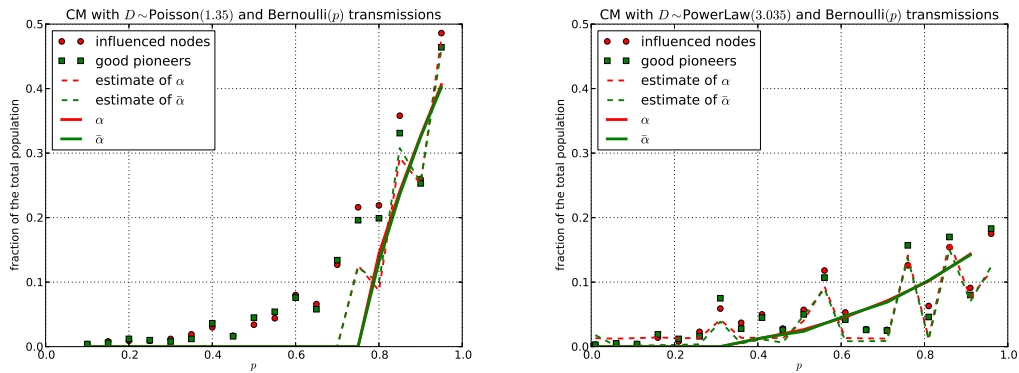 CM with D∼Poisson(1.35) and Bernoulli(p) transmissions
fraction of the total population
0.5
0.4
0.3
0.2
0.1
0.0
influenced nodes
good pioneers
estimate of α
estimate of ᾱ
α
ᾱ
0.0 0.2 0.4 0.6 0.8 1.0
p
CM with D∼PowerLaw(3.035) and Bernoulli(p) transmissions
fraction of the total population
0.5
0.4
0.3
0.2
0.1
0.0
influenced nodes
good pioneers
estimate of α
estimate of ᾱ
α
ᾱ
0.0 0.2 0.4 0.6 0.8 1.0
p